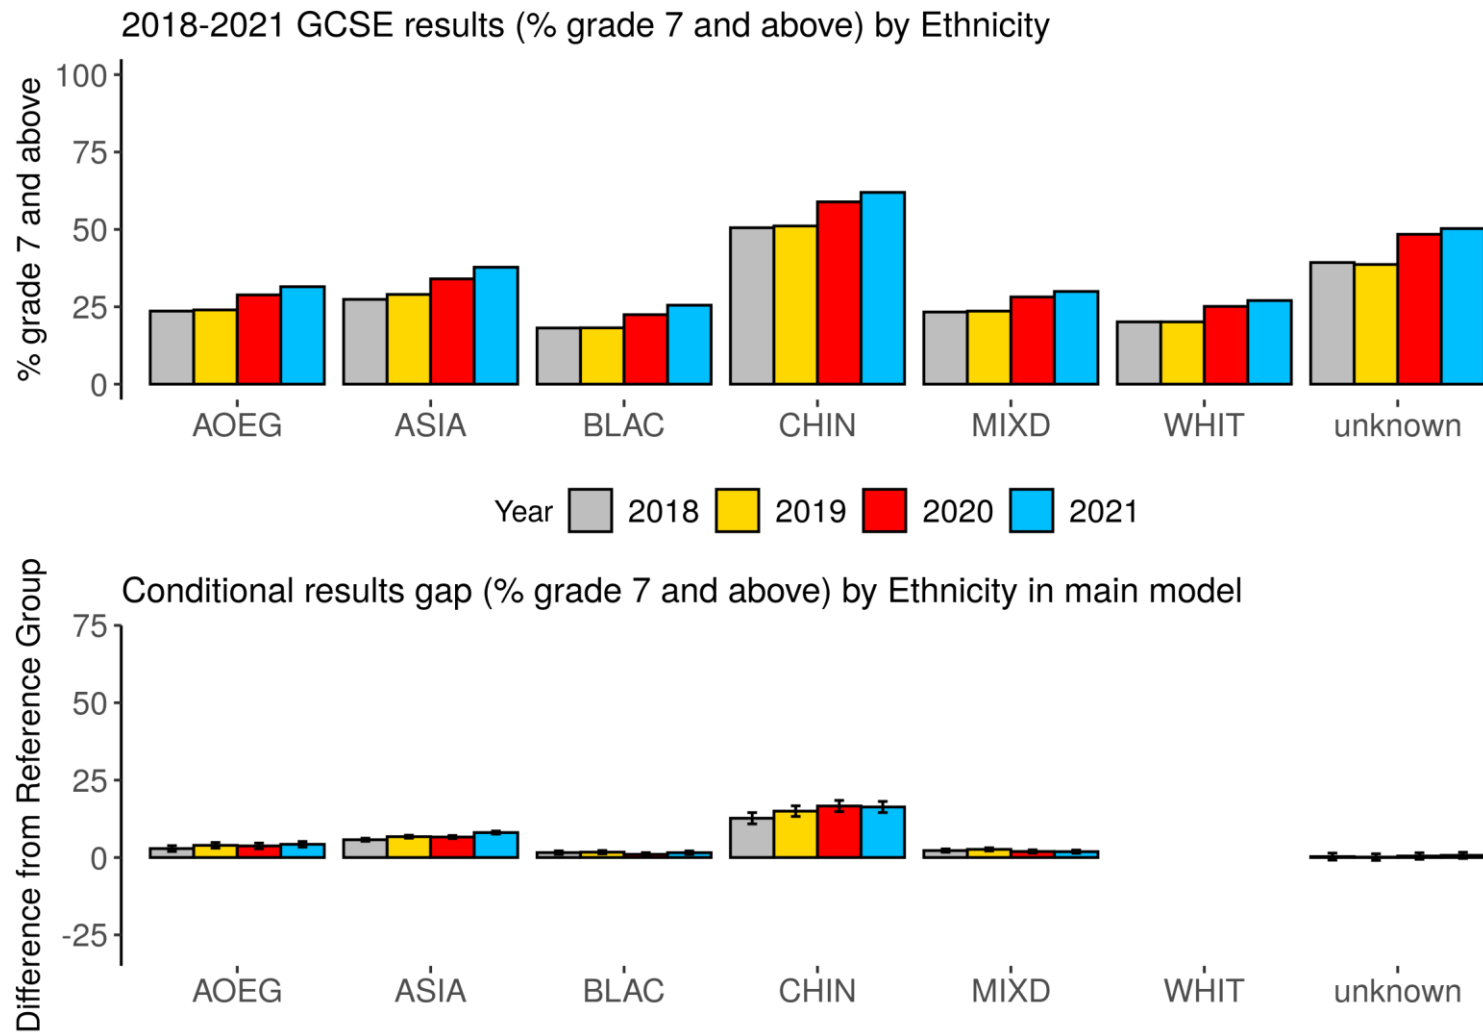 2018-2021 GCSE results (% grade 7 and above) by Ethnicity
% grade 7 and above
100
75
50
25
0
AOEG ASIA BLAC CHIN MIXD WHIT unknown
Year 2018 2019 2020 2021
Conditional results gap (% grade 7 and above) by Ethnicity in main model
Difference from Reference Group
75
50
25
0
-25
AOEG ASIA BLAC CHIN MIXD WHIT unknown